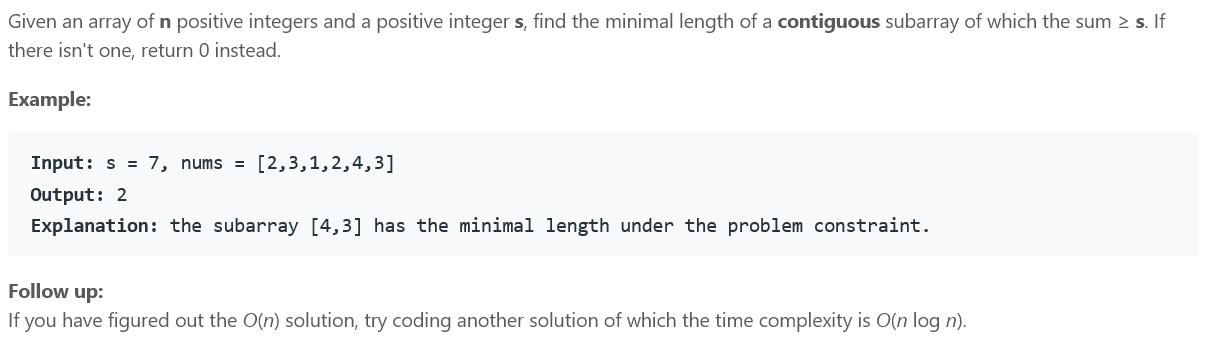 Given an array of n positive integers and a positive integer s, find the minimal length of a contiguous subarray of which the sum ≥ s. If
there isn't one, return 0 instead.
Example:
Input: s = 7, nums = [2,3,1,2,4,3]
Output: 2
Explanation: the subarray [4,3] has the minimal length under the problem constraint.
Follow up:
If you have figured out the O(n) solution, try coding another solution of which the time complexity is O(n log n).